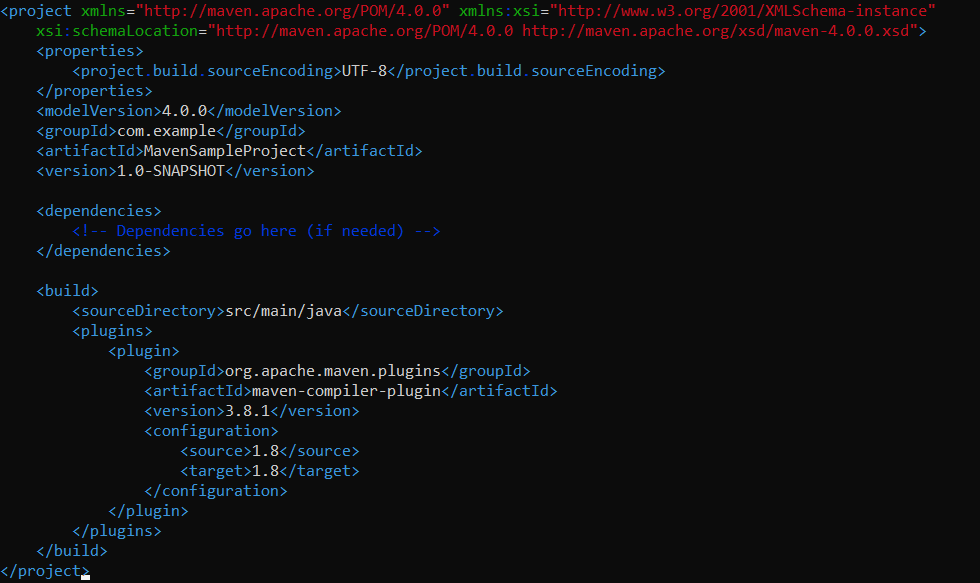 <project xmlns="http://maven.apache.org/POM/4.0.0" xmlns:xsi="http://www.w3.org/2001/XMLSchema-instance"
    xsi:schemaLocation="http://maven.apache.org/POM/4.0.0 http://maven.apache.org/xsd/maven-4.0.0.xsd">
    <properties>
        <project.build.sourceEncoding>UTF-8</project.build.sourceEncoding>
    </properties>
    <modelVersion>4.0.0</modelVersion>
    <groupId>com.example</groupId>
    <artifactId>MavenSampleProject</artifactId>
    <version>1.0-SNAPSHOT</version>

    <dependencies>
        <!-- Dependencies go here (if needed) -->
    </dependencies>

    <build>
        <sourceDirectory>src/main/java</sourceDirectory>
        <plugins>
            <plugin>
                <groupId>org.apache.maven.plugins</groupId>
                <artifactId>maven-compiler-plugin</artifactId>
                <version>3.8.1</version>
                <configuration>
                    <source>1.8</source>
                    <target>1.8</target>
                </configuration>
            </plugin>
        </plugins>
    </build>
</project>